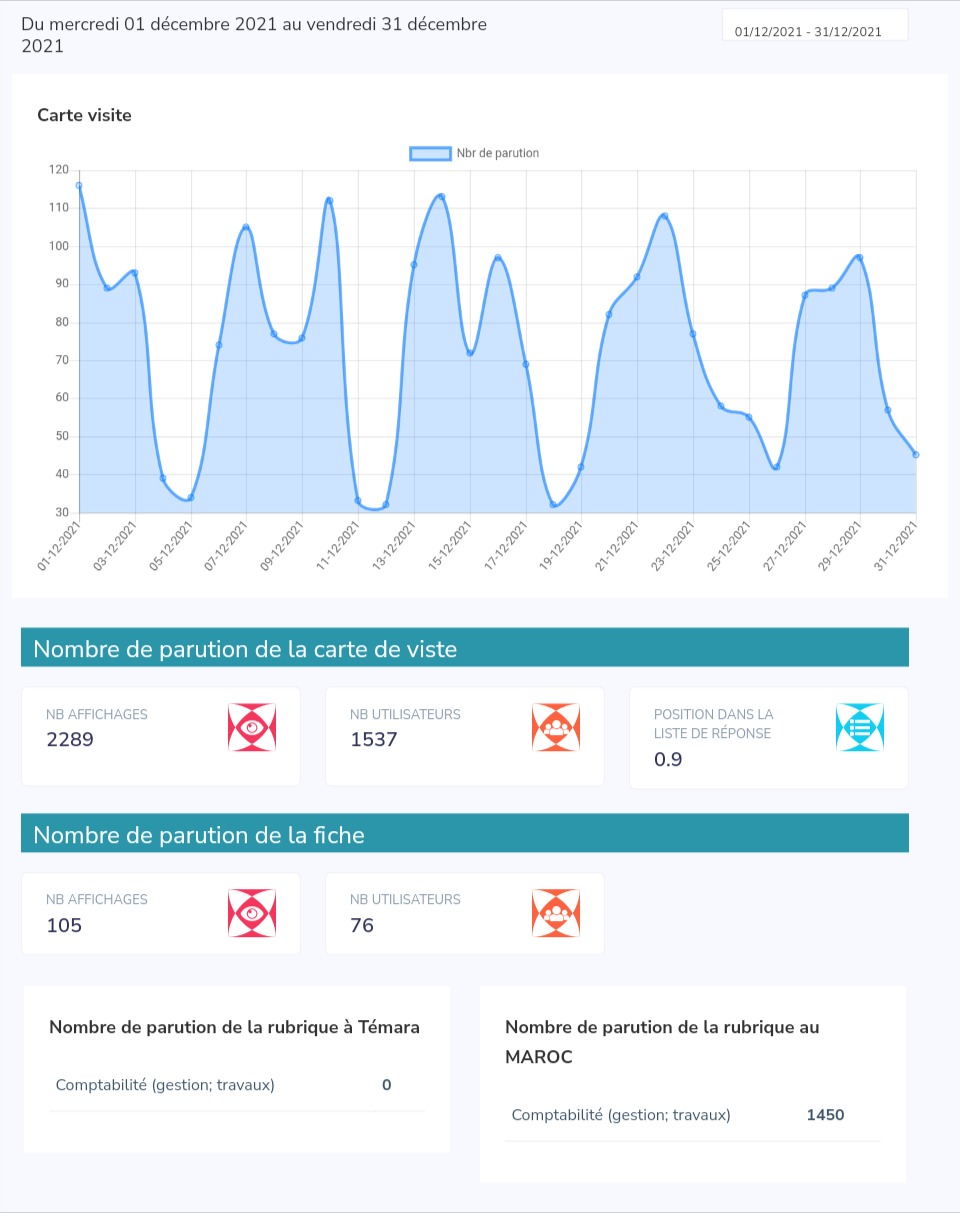 Du mercredi 01 décembre 2021 au vendredi 31 décembre
2021
01/12/2021 - 31/12/2021
Carte visite
Nbr de parution
120
110
100
90
80
70
60
50
40
30
01-12-2021
03-12-2021
05-12-2021
07-12-2021
09-12-2021
11-12-2021
13-12-2021
15-12-2021
17-12-2021
19-12-2021
21-12-2021
23-12-2021
25-12-2021
27-12-2021
29-12-2021
31-12-2021
Nombre de parution de la carte de viste
NB AFFICHAGES
2289
NB UTILISATEURS
1537
POSITION DANS LA
LISTE DE RÉPONSE
0.9
Nombre de parution de la fiche
NB AFFICHAGES
105
NB UTILISATEURS
76
Nombre de parution de la rubrique à Témara
Comptabilité (gestion; travaux) 0
Nombre de parution de la rubrique au
MAROC
Comptabilité (gestion; travaux) 1450